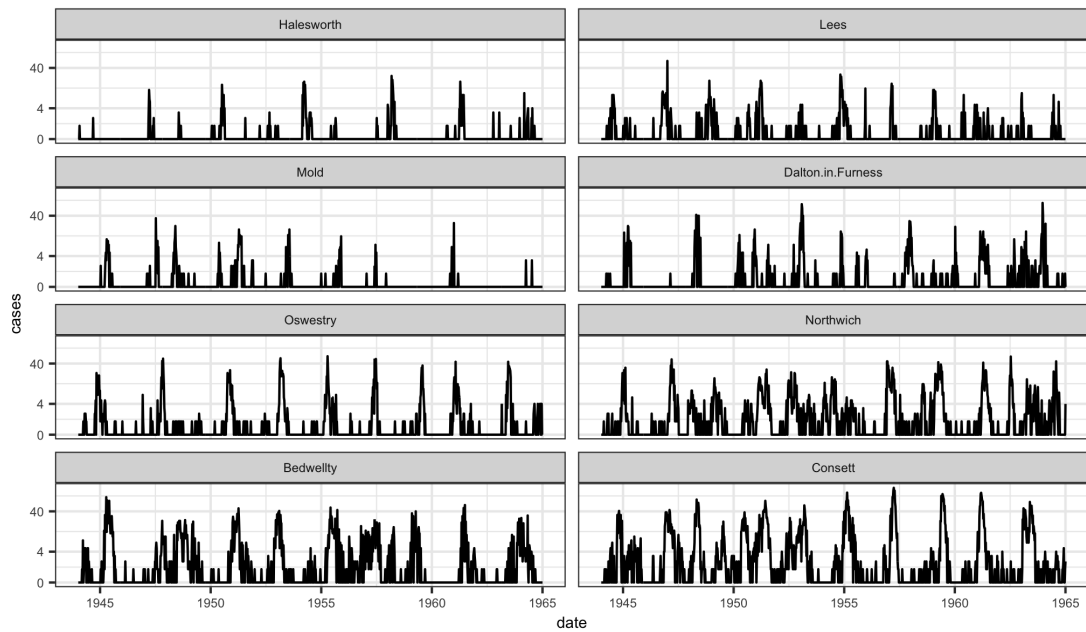 Halesworth
Lees
40
4
0
Mold
Dalton.in.Furness
40
4
0
Oswestry
Northwich
40
4
0
Bedwellty
Consett
40
4
0
1945 1950 1955 1960 1965 1945 1950 1955 1960 1965
date
cases